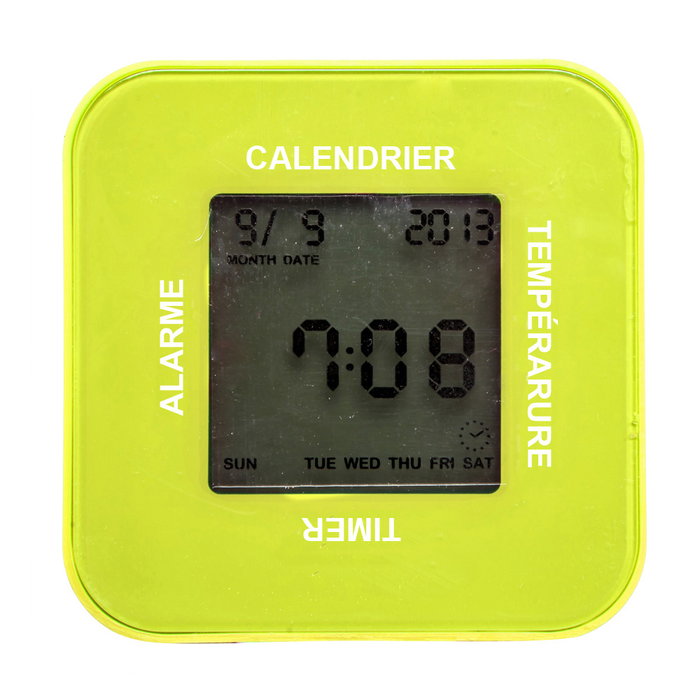 CALENDRIER
9/ 9 2013
MONTH DATE
7:08
SUN TUE WED THU FRI SAT
ALARME
TEMPÉRARURE
TIMER